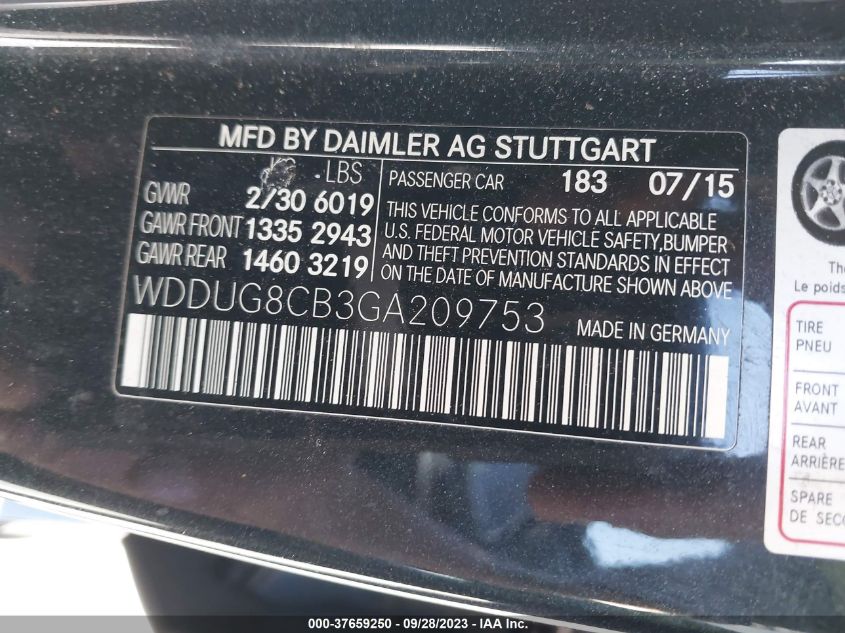 MFD BY DAIMLER AG STUTTGART
LBS
GVWR 2730 6019
GAWR FRONT 1335 2943
GAWR REAR 1460 3219
PASSENGER CAR 183 07/15
THIS VEHICLE CONFORMS TO ALL APPLICABLE
U.S. FEDERAL MOTOR VEHICLE SAFETY,BUMPER
AND THEFT PREVENTION STANDARDS IN EFFECT
ON THE DATE OF MANUFACTURE SHOWN ABOVE
WDDUG8CB3GA209753 MADE IN GERMANY
Le poids
TIRE
PNEU
FRONT
AVANT
REAR
ARRIÈRE
SPARE
000-37659250 - 09/28/2023 - IAA Inc.